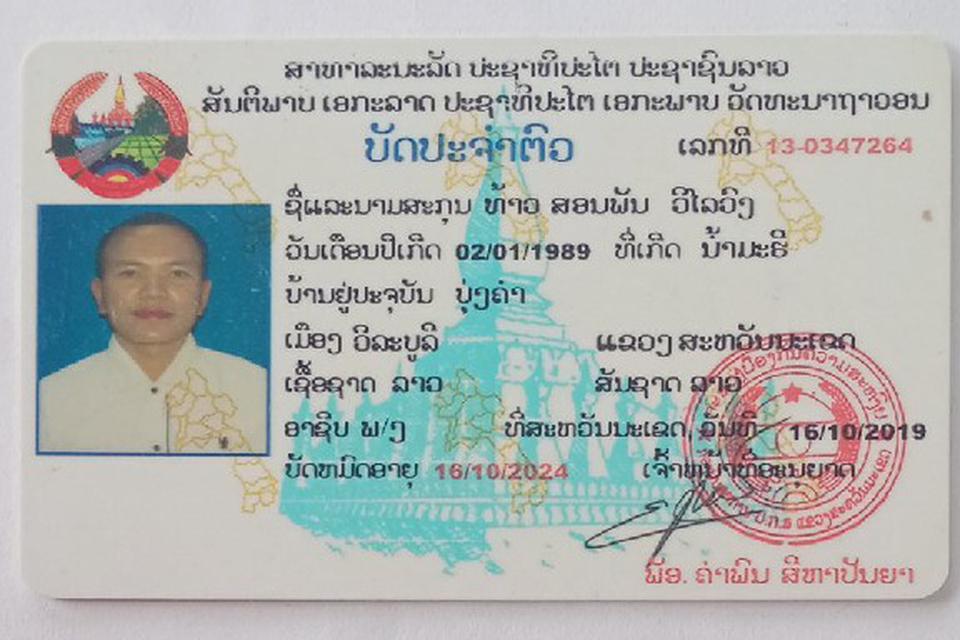 ສາທາລະນະລັດ ປະຊາທິປະໄຕ ປະຊາຊົນລາວ
ສັນຕິພາບ ເອກະລາດ ປະຊາທິປະໄຕ ເອກະພາບ ວັດທະນາຖາວອນ
ບັດປະຈຳຕົວ ເລກທີ 13-0347264
ຊື່ແລະນາມສະກຸນ ທ້າວ ສອນພັນ ວິໄລວົງ
ວັນເດືອນປີເກີດ 02/01/1989 ທີ່ເກີດ ນ້ຳມະຮີ
ບ້ານຢູ່ປະຈຸບັນ ປຸ່ງຄຳ
ເມືອງ ວິລະບູລີ ແຂວງ ສະຫວັນນະເຂດ
ເຊື້ອຊາດ ລາວ ສັນຊາດ ລາວ
ອາຊີບ ພ/ງ ທີ່ສະຫວັນນະເຂດ, ວັນທີ 16/10/2019
ບັດຫມົດອາຍຸ 16/10/2024 ເຈົ້າຫນ້າທີ່ອະນຸຍາດ
ພັອ. ຄຳພົນ ສີຫາປັນຍາ